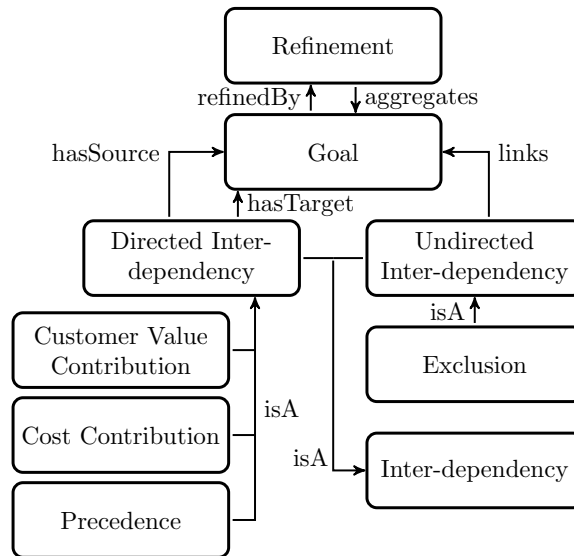 Refinement
refinedBy
aggregates
Goal
hasSource
links
hasTarget
Directed Inter-
dependency
Undirected
Inter-dependency
isA
Customer Value
Contribution
Exclusion
isA
Cost Contribution
isA
Inter-dependency
Precedence